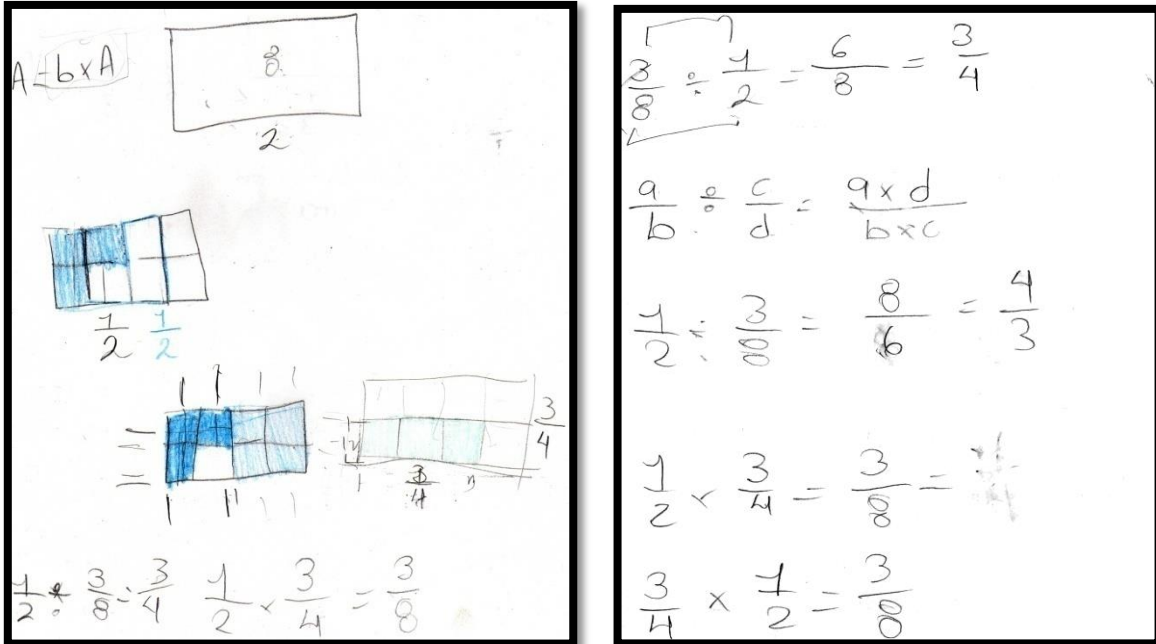 A = b x A
8
2
1/2 1/2
3/4
3/4
1/2 ÷ 3/8 = 3/4 1/2 x 3/4 = 3/8
3/8 ÷ 1/2 = 6/8 = 3/4
a/b ÷ c/d = a x d/b x c
1/2 ÷ 3/8 = 8/6 = 4/3
1/2 x 3/4 = 3/8 =
3/4 x 1/2 = 3/8